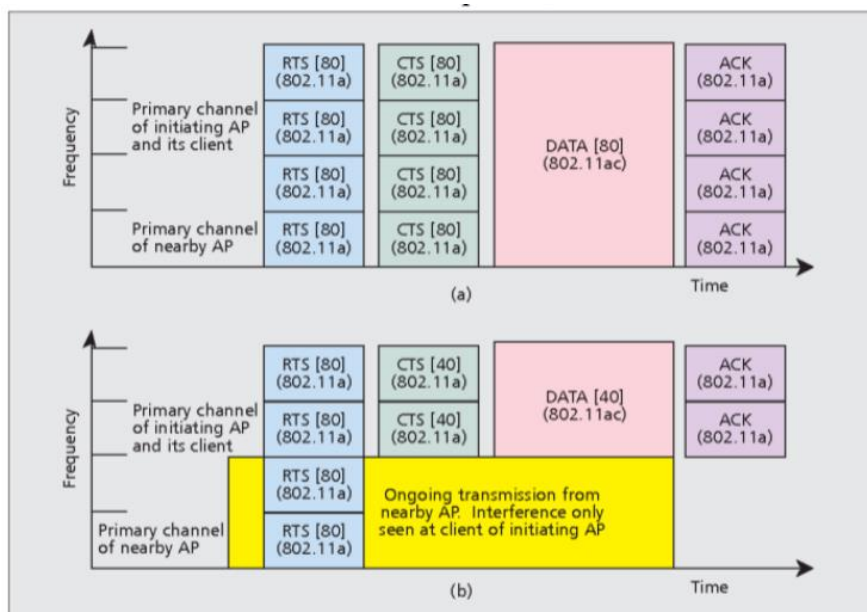 RTS [80]
(802.11a)
CTS [80]
(802.11a)
ACK
(802.11a)
Primary channel
of initiating AP
and its client
RTS [80]
(802.11a)
CTS [80]
(802.11a)
DATA [80]
(802.11ac)
ACK
(802.11a)
Frequency
RTS [80]
(802.11a)
CTS [80]
(802.11a)
ACK
(802.11a)
Primary channel
of nearby AP
RTS [80]
(802.11a)
CTS [80]
(802.11a)
ACK
(802.11a)
Time
(a)
RTS [80]
(802.11a)
CTS [40]
(802.11a)
DATA [40]
(802.11ac)
ACK
(802.11a)
Primary channel
of initiating AP
and its client
RTS [80]
(802.11a)
CTS [40]
(802.11a)
ACK
(802.11a)
Frequency
RTS [80]
(802.11a)
Ongoing transmission from
nearby AP. Interference only
seen at client of initiating AP
Primary channel
of nearby AP
RTS [80]
(802.11a)
Time
(b)